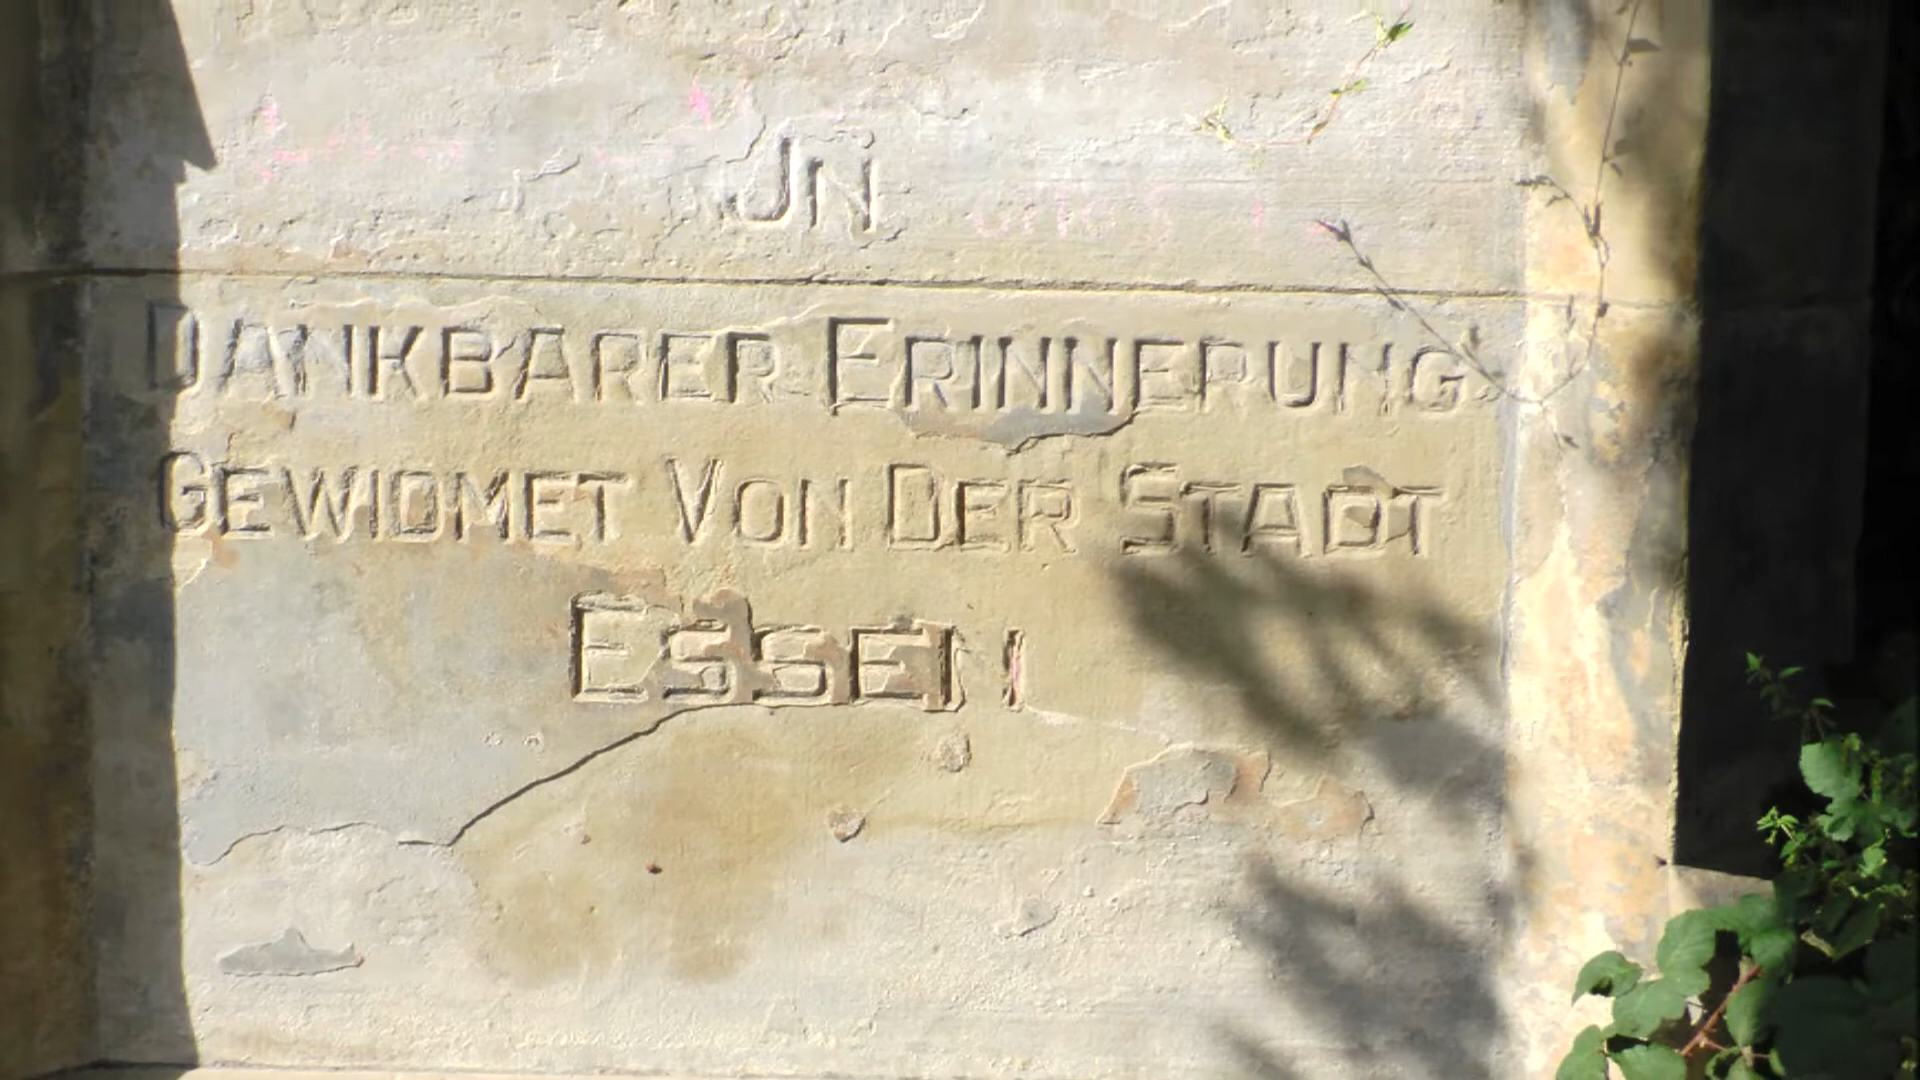 JN
DANKBARER ERINNERUNG
GEWIDMET VON DER STADT
ESSEN